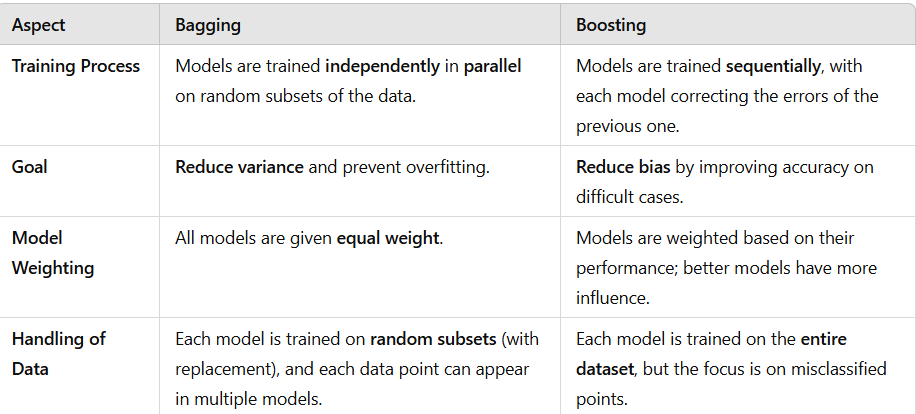 Aspect Bagging Boosting
Training Process Models are trained independently in parallel Models are trained sequentially, with
on random subsets of the data. each model correcting the errors of the
previous one.
Goal Reduce variance and prevent overfitting. Reduce bias by improving accuracy on
difficult cases.
Model All models are given equal weight. Models are weighted based on their
Weighting performance; better models have more
influence.
Handling of Each model is trained on random subsets (with Each model is trained on the entire
Data replacement), and each data point can appear dataset, but the focus is on misclassified
in multiple models. points.